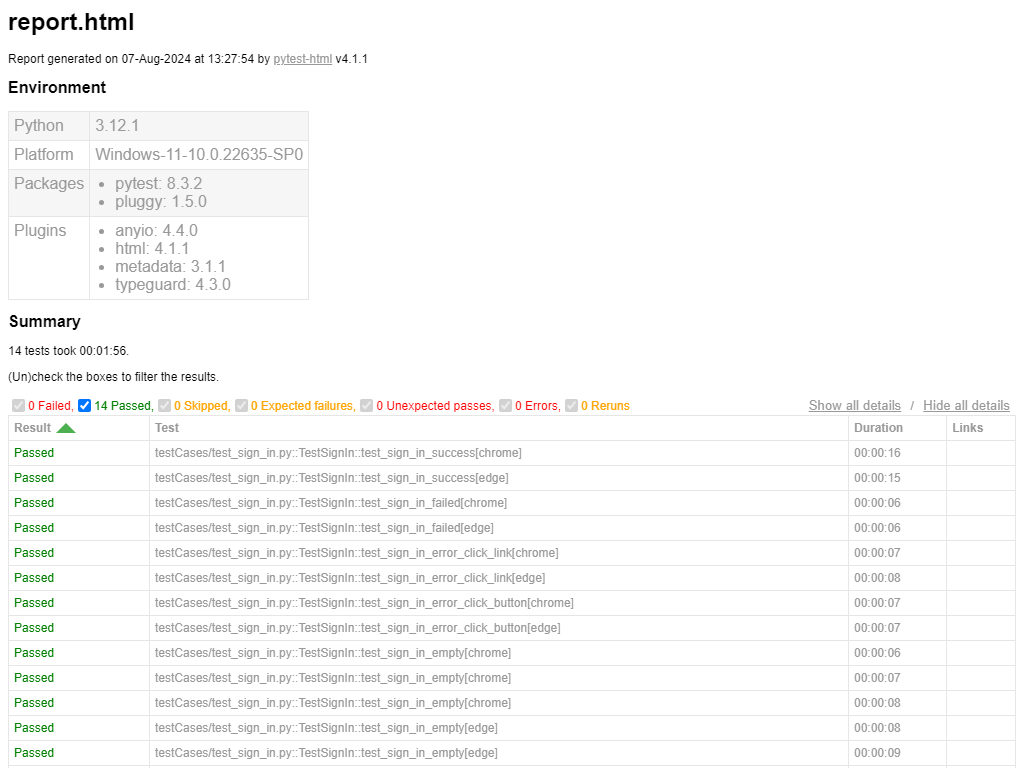 report.html
Report generated on 07-Aug-2024 at 13:27:54 by pytest-html v4.1.1
Environment
Python 3.12.1
Platform Windows-11-10.0.22635-SP0
Packages
pytest: 8.3.2
pluggy: 1.5.0
Plugins
anyio: 4.4.0
html: 4.1.1
metadata: 3.1.1
typeguard: 4.3.0
Summary
14 tests took 00:01:56.
(Un)check the boxes to filter the results.
0 Failed, 14 Passed, 0 Skipped, 0 Expected failures, 0 Unexpected passes, 0 Errors, 0 Reruns Show all details / Hide all details
Result Test Duration Links
Passed testCases/test_sign_in.py::TestSignIn::test_sign_in_success[chrome] 00:00:16
Passed testCases/test_sign_in.py::TestSignIn::test_sign_in_success[edge] 00:00:15
Passed testCases/test_sign_in.py::TestSignIn::test_sign_in_failed[chrome] 00:00:06
Passed testCases/test_sign_in.py::TestSignIn::test_sign_in_failed[edge] 00:00:06
Passed testCases/test_sign_in.py::TestSignIn::test_sign_in_error_click_link[chrome] 00:00:07
Passed testCases/test_sign_in.py::TestSignIn::test_sign_in_error_click_link[edge] 00:00:08
Passed testCases/test_sign_in.py::TestSignIn::test_sign_in_error_click_button[chrome] 00:00:07
Passed testCases/test_sign_in.py::TestSignIn::test_sign_in_error_click_button[edge] 00:00:07
Passed testCases/test_sign_in.py::TestSignIn::test_sign_in_empty[chrome] 00:00:06
Passed testCases/test_sign_in.py::TestSignIn::test_sign_in_empty[chrome] 00:00:07
Passed testCases/test_sign_in.py::TestSignIn::test_sign_in_empty[chrome] 00:00:08
Passed testCases/test_sign_in.py::TestSignIn::test_sign_in_empty[edge] 00:00:08
Passed testCases/test_sign_in.py::TestSignIn::test_sign_in_empty[edge] 00:00:09